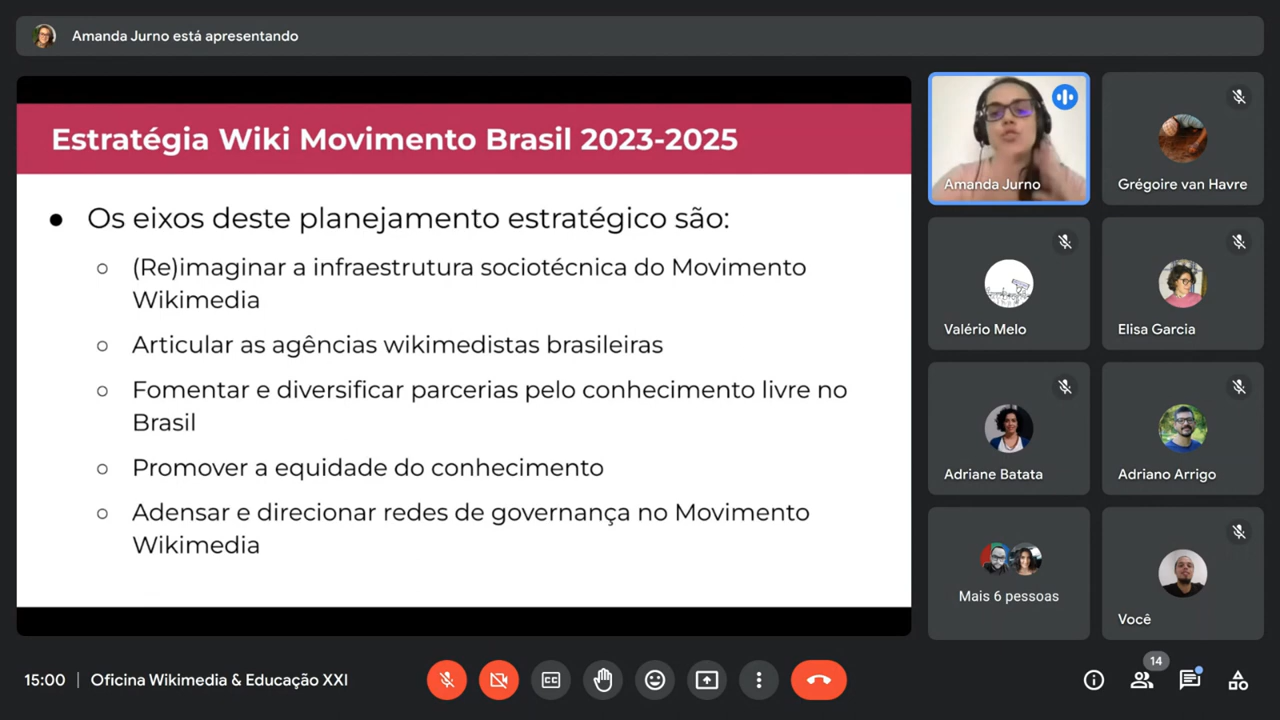 Amanda Jurno está apresentando
Estratégia Wiki Movimento Brasil 2023-2025
● Os eixos deste planejamento estratégico são:
○ (Re)imaginar a infraestrutura sociotécnica do Movimento
Wikimedia
○ Articular as agências wikimedistas brasileiras
○ Fomentar e diversificar parcerias pelo conhecimento livre no
Brasil
○ Promover a equidade do conhecimento
○ Adensar e direcionar redes de governança no Movimento
Wikimedia
Amanda Jurno
Grégoire van Havre
Valério Melo
Elisa Garcia
Adriane Batata
Adriano Arrigo
Mais 6 pessoas
Você
15:00 | Oficina Wikimedia & Educação XXI
CC
14